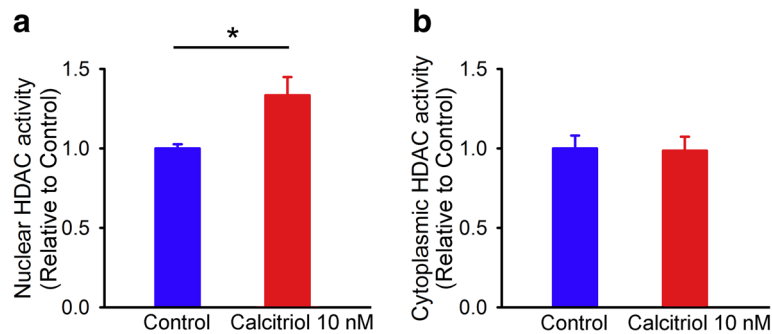 a
*
Nuclear HDAC activity
(Relative to Control)
1.5
1.0
0.5
0.0
Control Calcitriol 10 nM
b
Cytoplasmic HDAC activity
(Relative to Control)
1.5
1.0
0.5
0.0
Control Calcitriol 10 nM